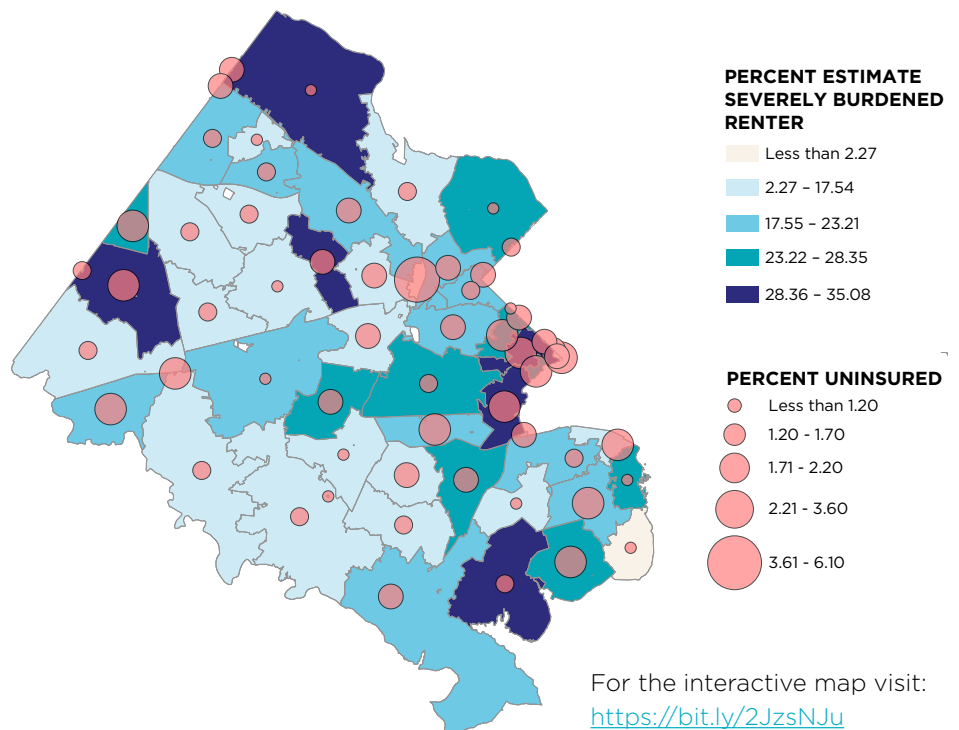 PERCENT ESTIMATE
SEVERELY BURDENED
RENTER
Less than 2.27
2.27 – 17.54
17.55 – 23.21
23.22 – 28.35
28.36 – 35.08
PERCENT UNINSURED
Less than 1.20
1.20 - 1.70
1.71 - 2.20
2.21 - 3.60
3.61 - 6.10
For the interactive map visit:
https://bit.ly/2JzsNJu